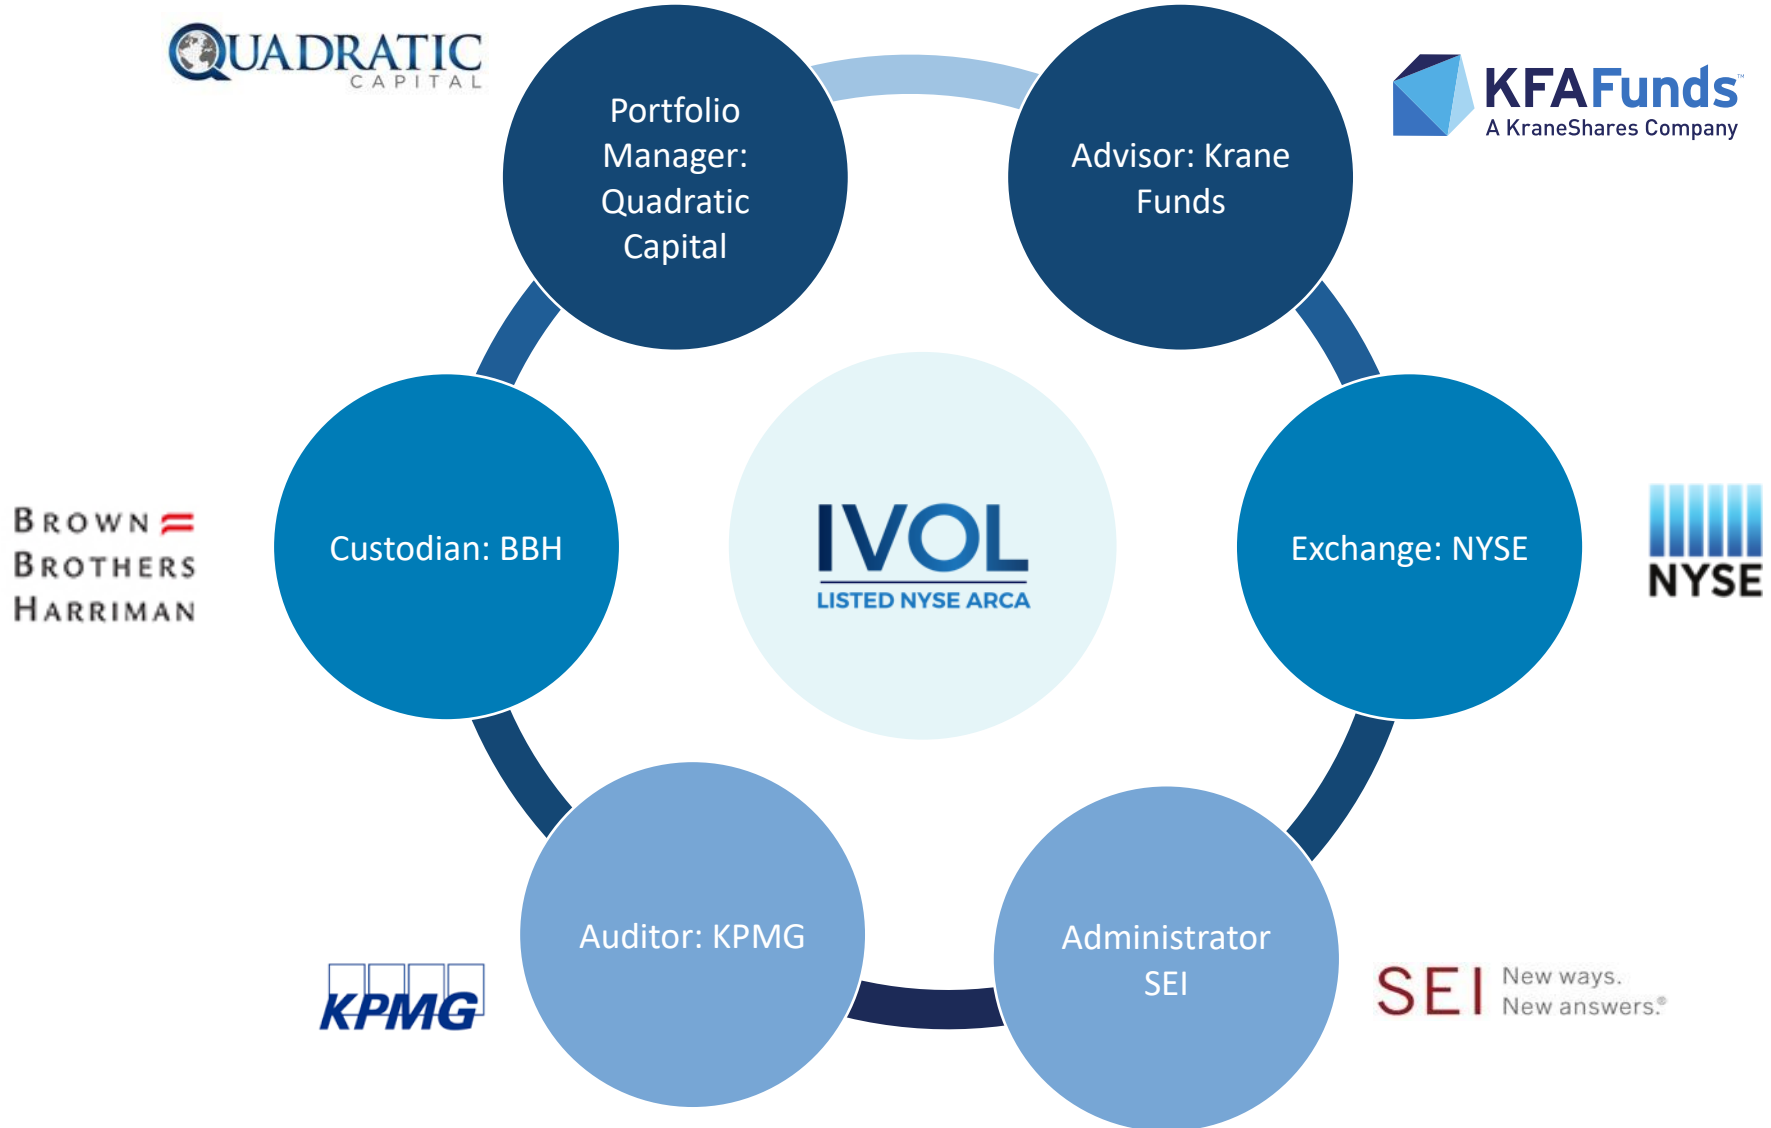 QUADRATIC
CAPITAL
Portfolio
Manager:
Quadratic
Capital
Advisor: Krane
Funds
KFAFunds™
A KraneShares Company
BROWN
BROTHERS
HARRIMAN
Custodian: BBH
IVOL
LISTED NYSE ARCA
Exchange: NYSE
NYSE
KPMG
Auditor: KPMG
Administrator
SEI
SEI
New ways.
New answers.®